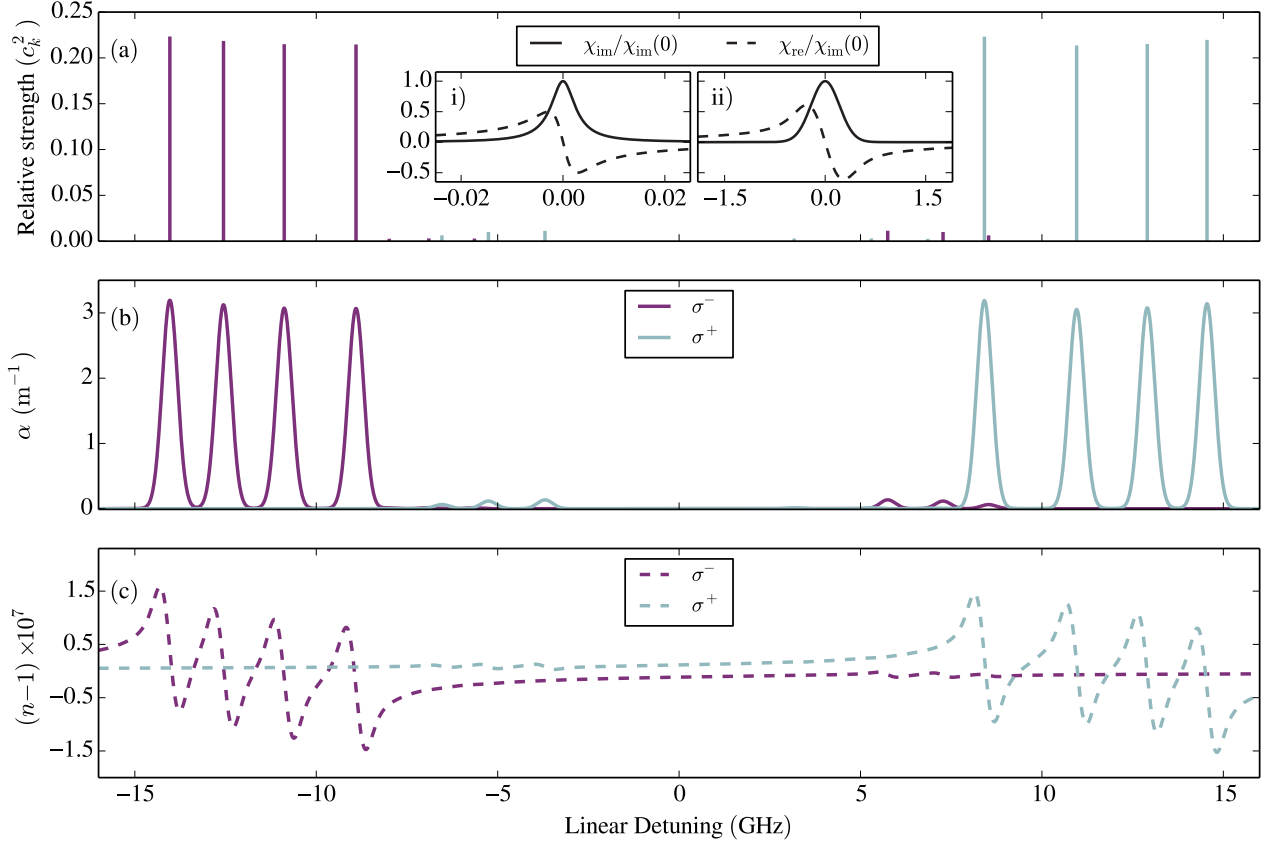 0.25
0.20
0.15
0.10
0.05
0.00
Relative strength (c_k^2)
(a)
χ_im/χ_im(0) χ_re/χ_im(0)
i)
1.0
0.5
0.0
−0.5
−0.02 0.00 0.02
ii)
−1.5 0.0 1.5
(b)
σ^−
σ^+
3
2
1
0
α (m^−1)
(c)
σ^−
σ^+
1.5
0.5
−0.5
−1.5
(n−1) ×10^7
−15 −10 −5 0 5 10 15
Linear Detuning (GHz)